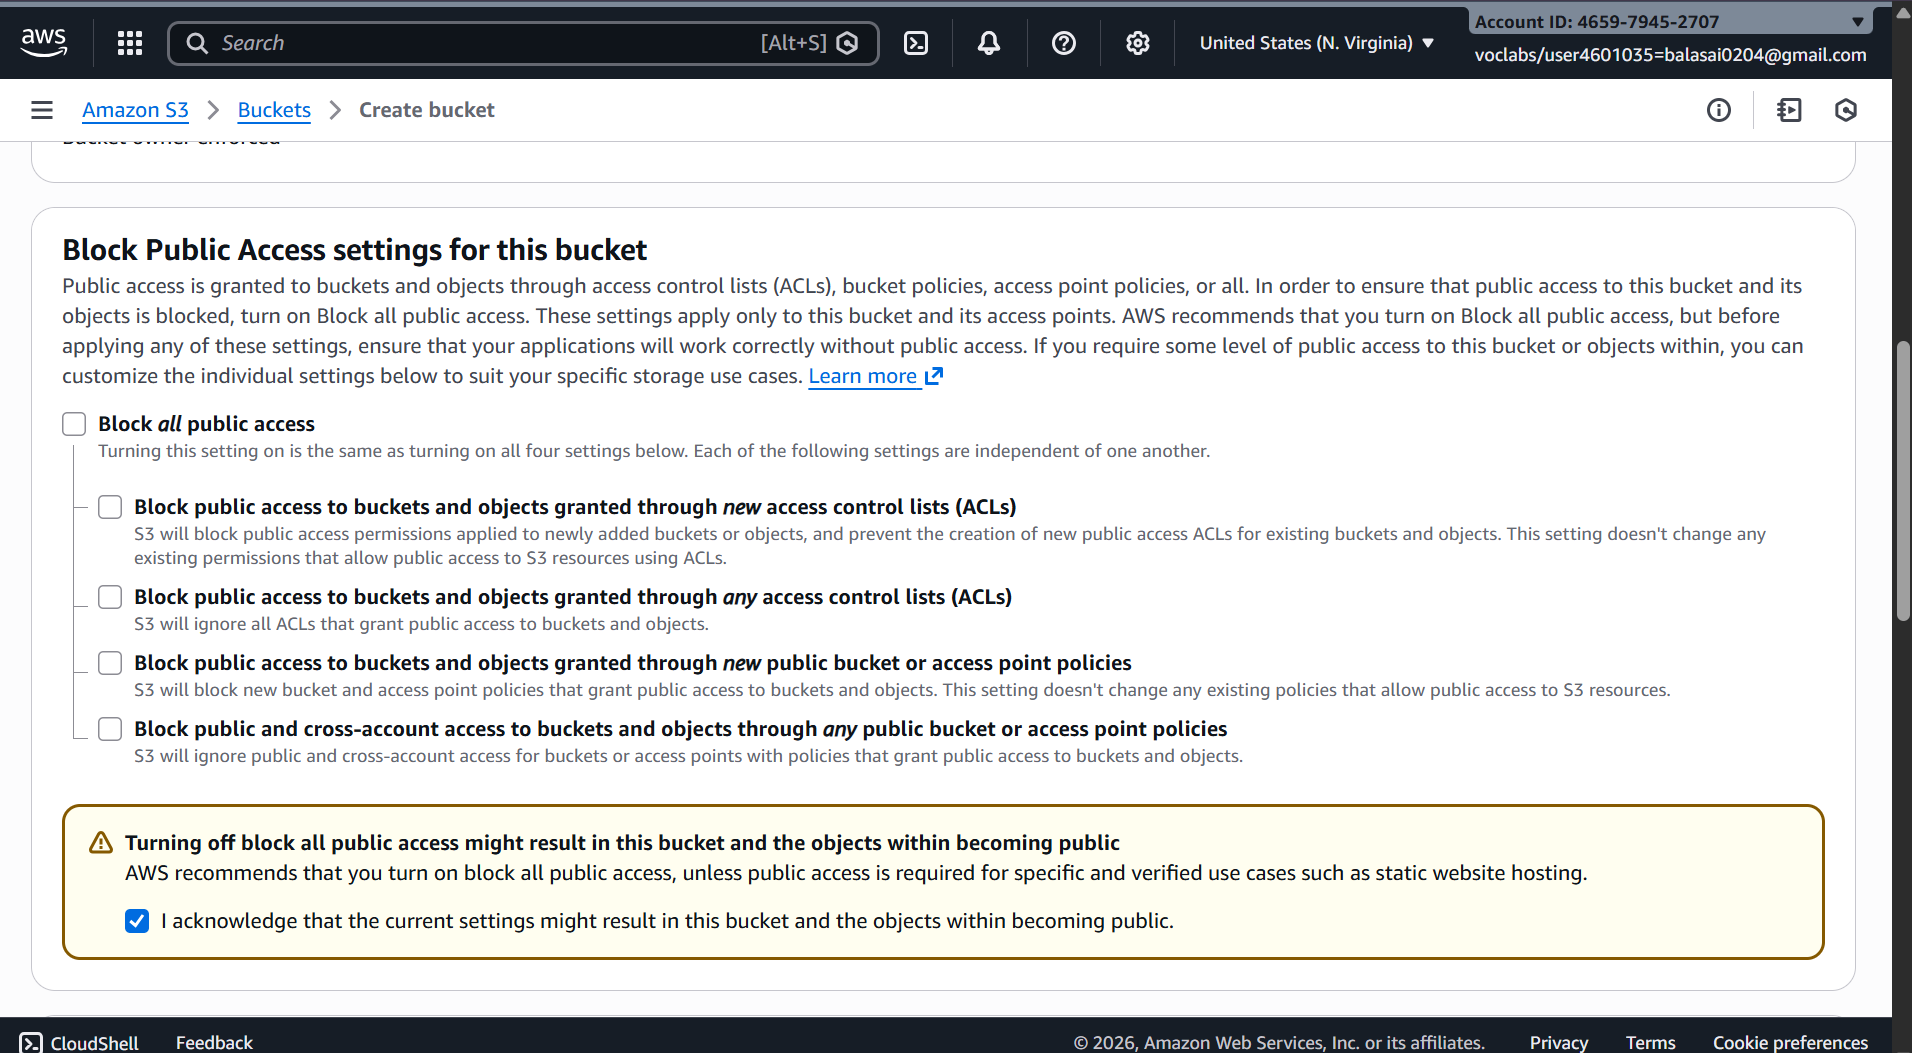 aws
Search [Alt+S]
United States (N. Virginia)
Account ID: 4659-7945-2707
voclabs/user4601035=balasai0204@gmail.com
Amazon S3 > Buckets > Create bucket
Bucket owner enforced
Block Public Access settings for this bucket
Public access is granted to buckets and objects through access control lists (ACLs), bucket policies, access point policies, or all. In order to ensure that public access to this bucket and its
objects is blocked, turn on Block all public access. These settings apply only to this bucket and its access points. AWS recommends that you turn on Block all public access, but before
applying any of these settings, ensure that your applications will work correctly without public access. If you require some level of public access to this bucket or objects within, you can
customize the individual settings below to suit your specific storage use cases. Learn more
Block all public access
Turning this setting on is the same as turning on all four settings below. Each of the following settings are independent of one another.
Block public access to buckets and objects granted through new access control lists (ACLs)
S3 will block public access permissions applied to newly added buckets or objects, and prevent the creation of new public access ACLs for existing buckets and objects. This setting doesn't change any
existing permissions that allow public access to S3 resources using ACLs.
Block public access to buckets and objects granted through any access control lists (ACLs)
S3 will ignore all ACLs that grant public access to buckets and objects.
Block public access to buckets and objects granted through new public bucket or access point policies
S3 will block new bucket and access point policies that grant public access to buckets and objects. This setting doesn't change any existing policies that allow public access to S3 resources.
Block public and cross-account access to buckets and objects through any public bucket or access point policies
S3 will ignore public and cross-account access for buckets or access points with policies that grant public access to buckets and objects.
Turning off block all public access might result in this bucket and the objects within becoming public
AWS recommends that you turn on block all public access, unless public access is required for specific and verified use cases such as static website hosting.
I acknowledge that the current settings might result in this bucket and the objects within becoming public.
CloudShell Feedback © 2026, Amazon Web Services, Inc. or its affiliates. Privacy Terms Cookie preferences